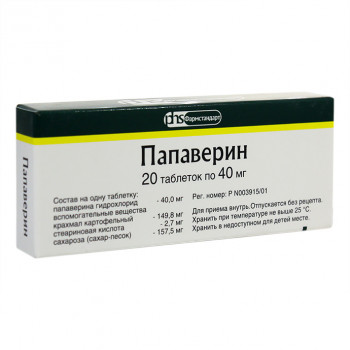 phs Фармстандарт
Папаверин
20 таблеток по 40 мг
Папаверин
Состав на одну таблетку:
папаверина гидрохлорид - 40,0 мг
вспомогательные вещества
крахмал картофельный - 149,8 мг
стеариновая кислота - 2,7 мг
сахароза (сахар-песок) - 157,5 мг
Рег. номер: P N003915/01
Для приема внутрь. Отпускается без рецепта.
Хранить при температуре не выше 25 °C.
Хранить в недоступном для детей месте.